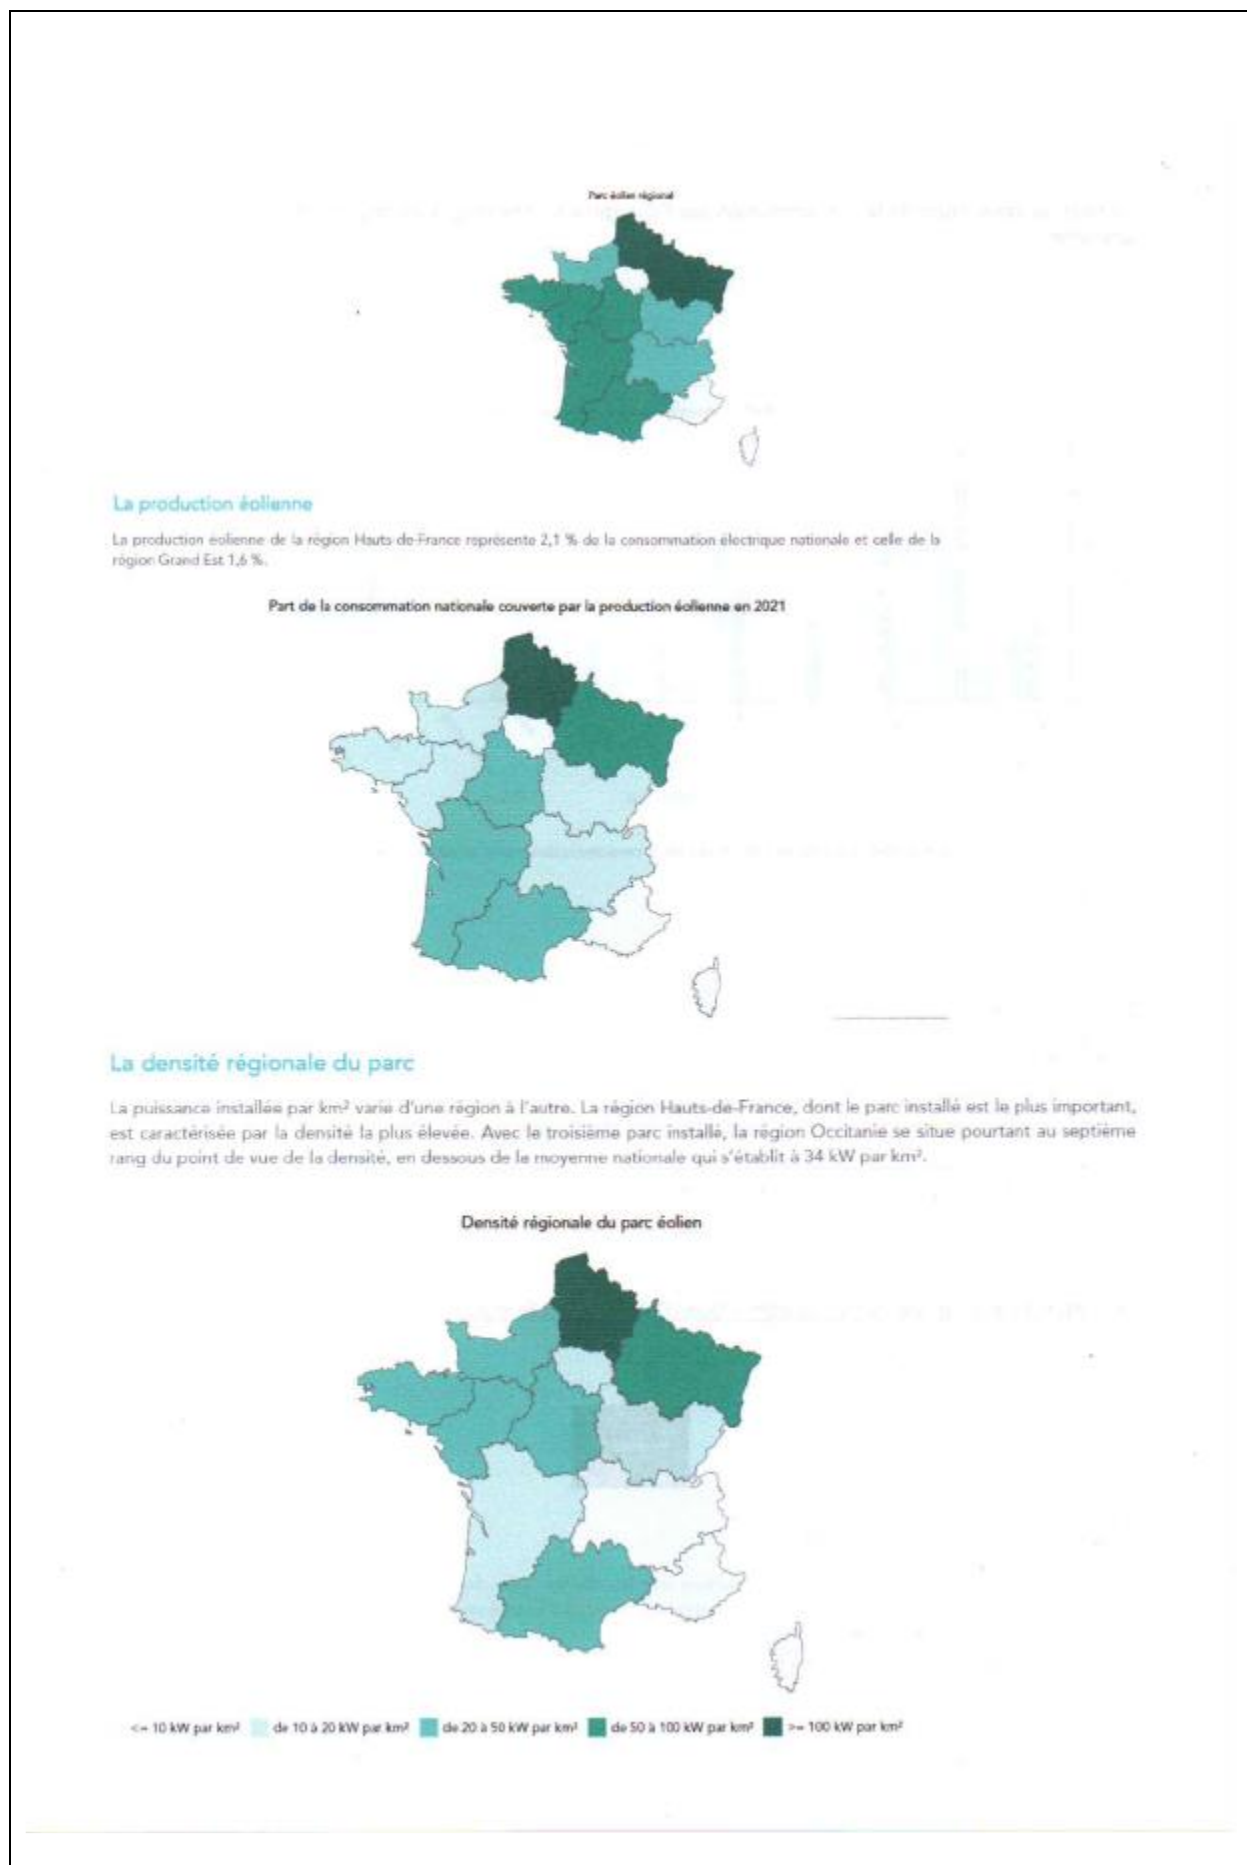 Parc éolien régional
La production éolienne
La production éolienne de la région Hauts-de-France représente 2,1 % de la consommation électrique nationale et celle de la
région Grand Est 1,6 %.
Part de la consommation nationale couverte par la production éolienne en 2021
La densité régionale du parc
La puissance installée par km² varie d'une région à l'autre. La région Hauts-de-France, dont le parc installé est le plus important,
est caractérisée par la densité la plus élevée. Avec le troisième parc installé, la région Occitanie se situe pourtant au septième
rang du point de vue de la densité, en dessous de la moyenne nationale qui s'établit à 34 kW par km².
Densité régionale du parc éolien
<= 10 kW par km² de 10 à 20 kW par km² de 20 à 50 kW par km² de 50 à 100 kW par km² >= 100 kW par km²